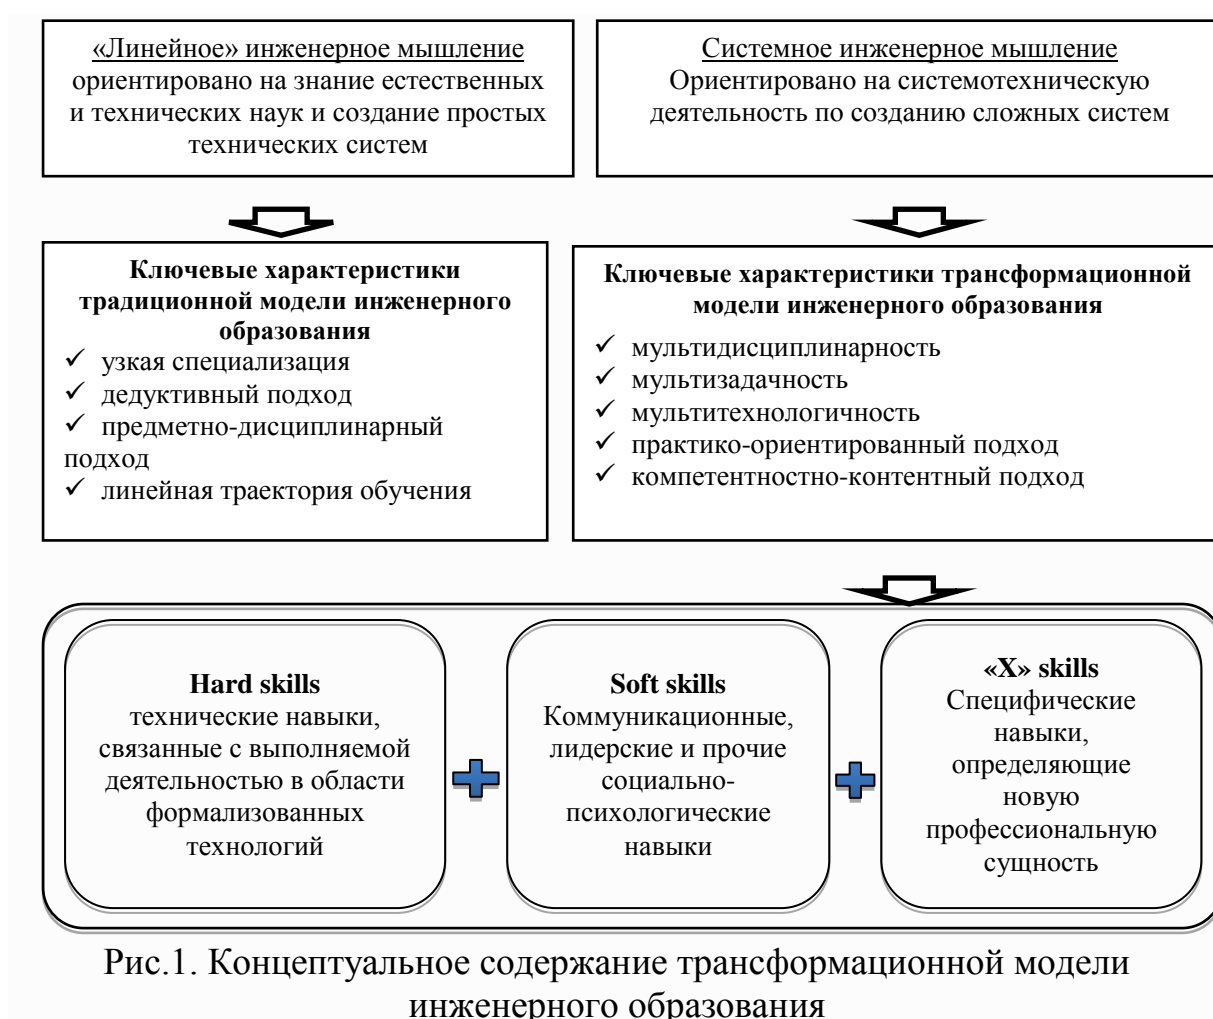 «Линейное» инженерное мышление
ориентировано на знание естественных
и технических наук и создание простых
технических систем
Системное инженерное мышление
Ориентировано на системотехническую
деятельность по созданию сложных систем
Ключевые характеристики
традиционной модели инженерного
образования
✓ узкая специализация
✓ дедуктивный подход
✓ предметно-дисциплинарный
подход
✓ линейная траектория обучения
Ключевые характеристики трансформационной
модели инженерного образования
✓ мультидисциплинарность
✓ мультизадачность
✓ мультитехнологичность
✓ практико-ориентированный подход
✓ компетентностно-контентный подход
Hard skills
технические навыки,
связанные с выполняемой
деятельностью в области
формализованных
технологий
Soft skills
Коммуникационные,
лидерские и прочие
социально-
психологические
навыки
«X» skills
Специфические
навыки,
определяющие
новую
профессиональную
сущность
Рис.1. Концептуальное содержание трансформационной модели
инженерного образования